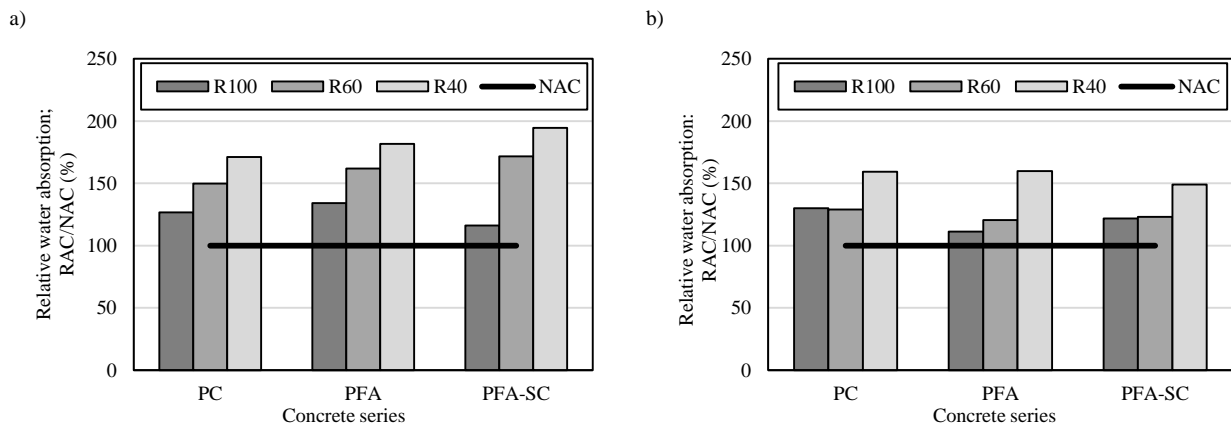 a)
Relative water absorption;
RAC/NAC (%)
250
200
150
100
50
0
R100 R60 R40 NAC
PC PFA PFA-SC
Concrete series
b)
Relative water absorption:
RAC/NAC (%)
250
200
150
100
50
0
R100 R60 R40 NAC
PC PFA PFA-SC
Concrete series